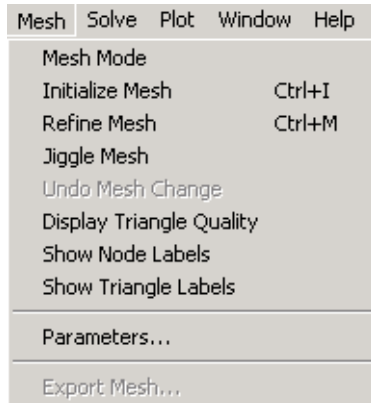 Mesh Solve Plot Window Help
Mesh Mode
Initialize Mesh Ctrl+I
Refine Mesh Ctrl+M
Jiggle Mesh
Undo Mesh Change
Display Triangle Quality
Show Node Labels
Show Triangle Labels
Parameters...
Export Mesh...